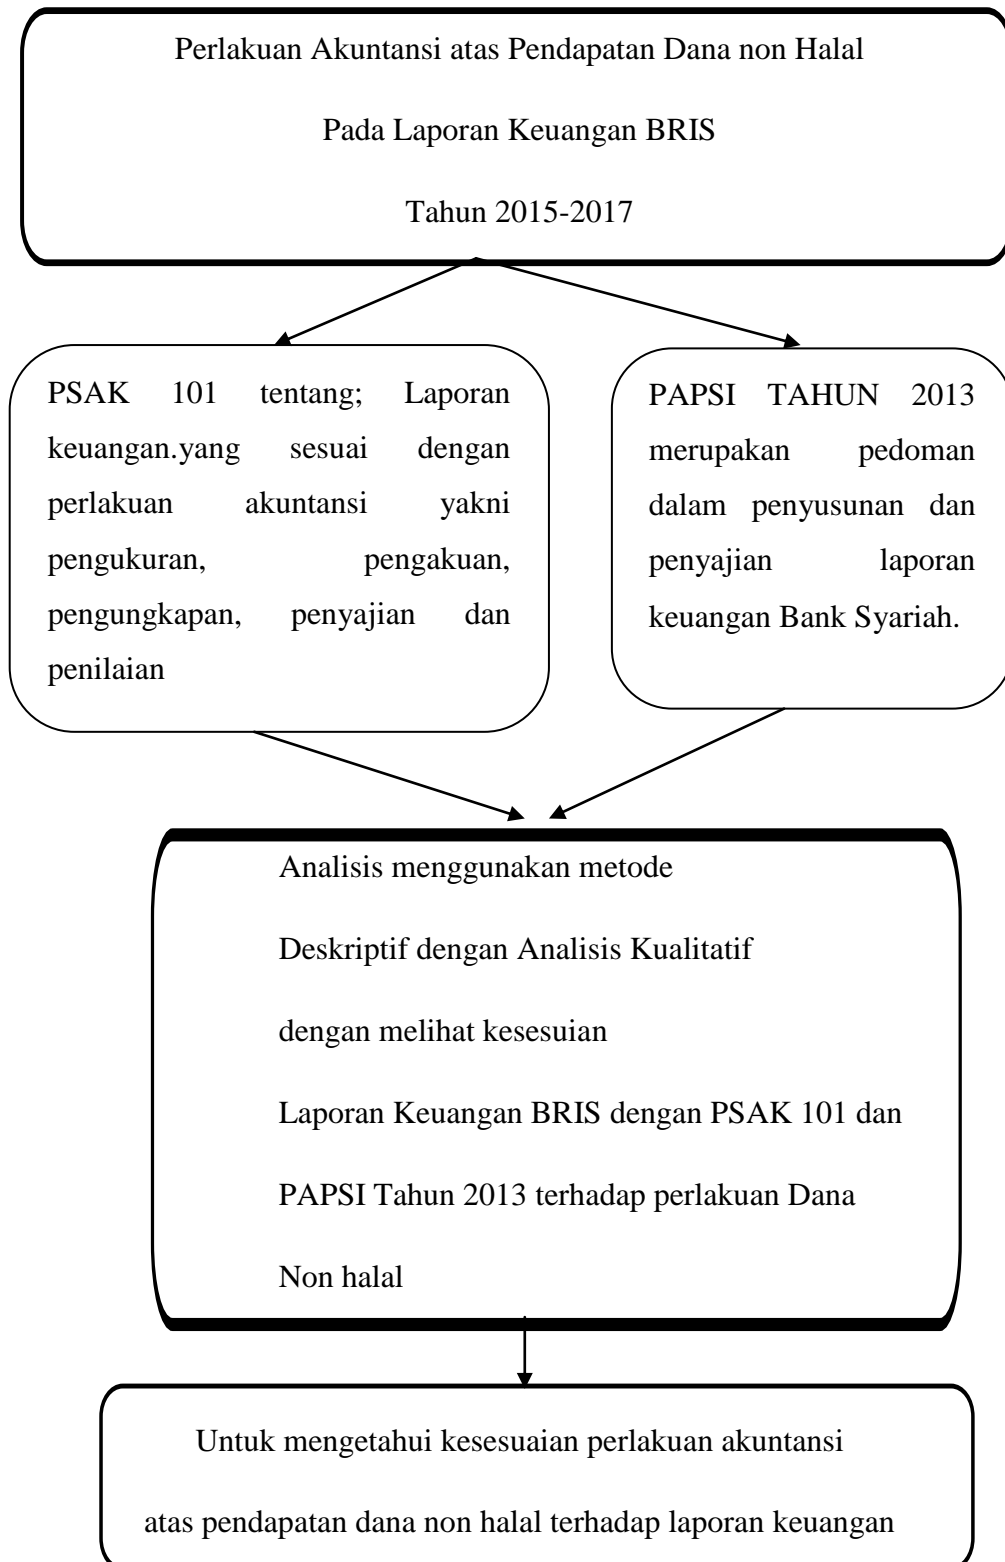 Perlakuan Akuntansi atas Pendapatan Dana non Halal
Pada Laporan Keuangan BRIS
Tahun 2015-2017
PSAK 101 tentang; Laporan
keuangan.yang sesuai dengan
perlakuan akuntansi yakni
pengukuran, pengakuan,
pengungkapan, penyajian dan
penilaian
PAPSI TAHUN 2013
merupakan pedoman
dalam penyusunan dan
penyajian laporan
keuangan Bank Syariah.
Analisis menggunakan metode
Deskriptif dengan Analisis Kualitatif
dengan melihat kesesuian
Laporan Keuangan BRIS dengan PSAK 101 dan
PAPSI Tahun 2013 terhadap perlakuan Dana
Non halal
Untuk mengetahui kesesuaian perlakuan akuntansi
atas pendapatan dana non halal terhadap laporan keuangan